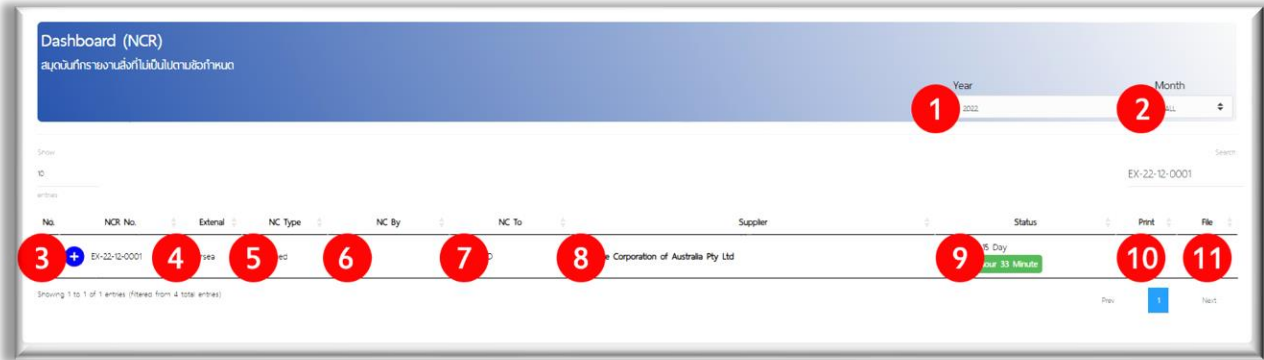 Dashboard (NCR)
สมุดบันทึกรายงานสิ่งที่ไม่เป็นไปตามข้อกำหนด
Year
Month
1
2022
2
ALL
Show
Search:
10
EX-22-12-0001
entries
No. NCR No. Extenal NC Type NC By NC To Supplier Status Print File
3 EX-22-12-0001 4 5 6 7 8 Corporation of Australia Pty Ltd 9 15 Day 10 11
33 Minute
Showing 1 to 1 of 1 entries (filtered from 4 total entries)
Prev 1 Next